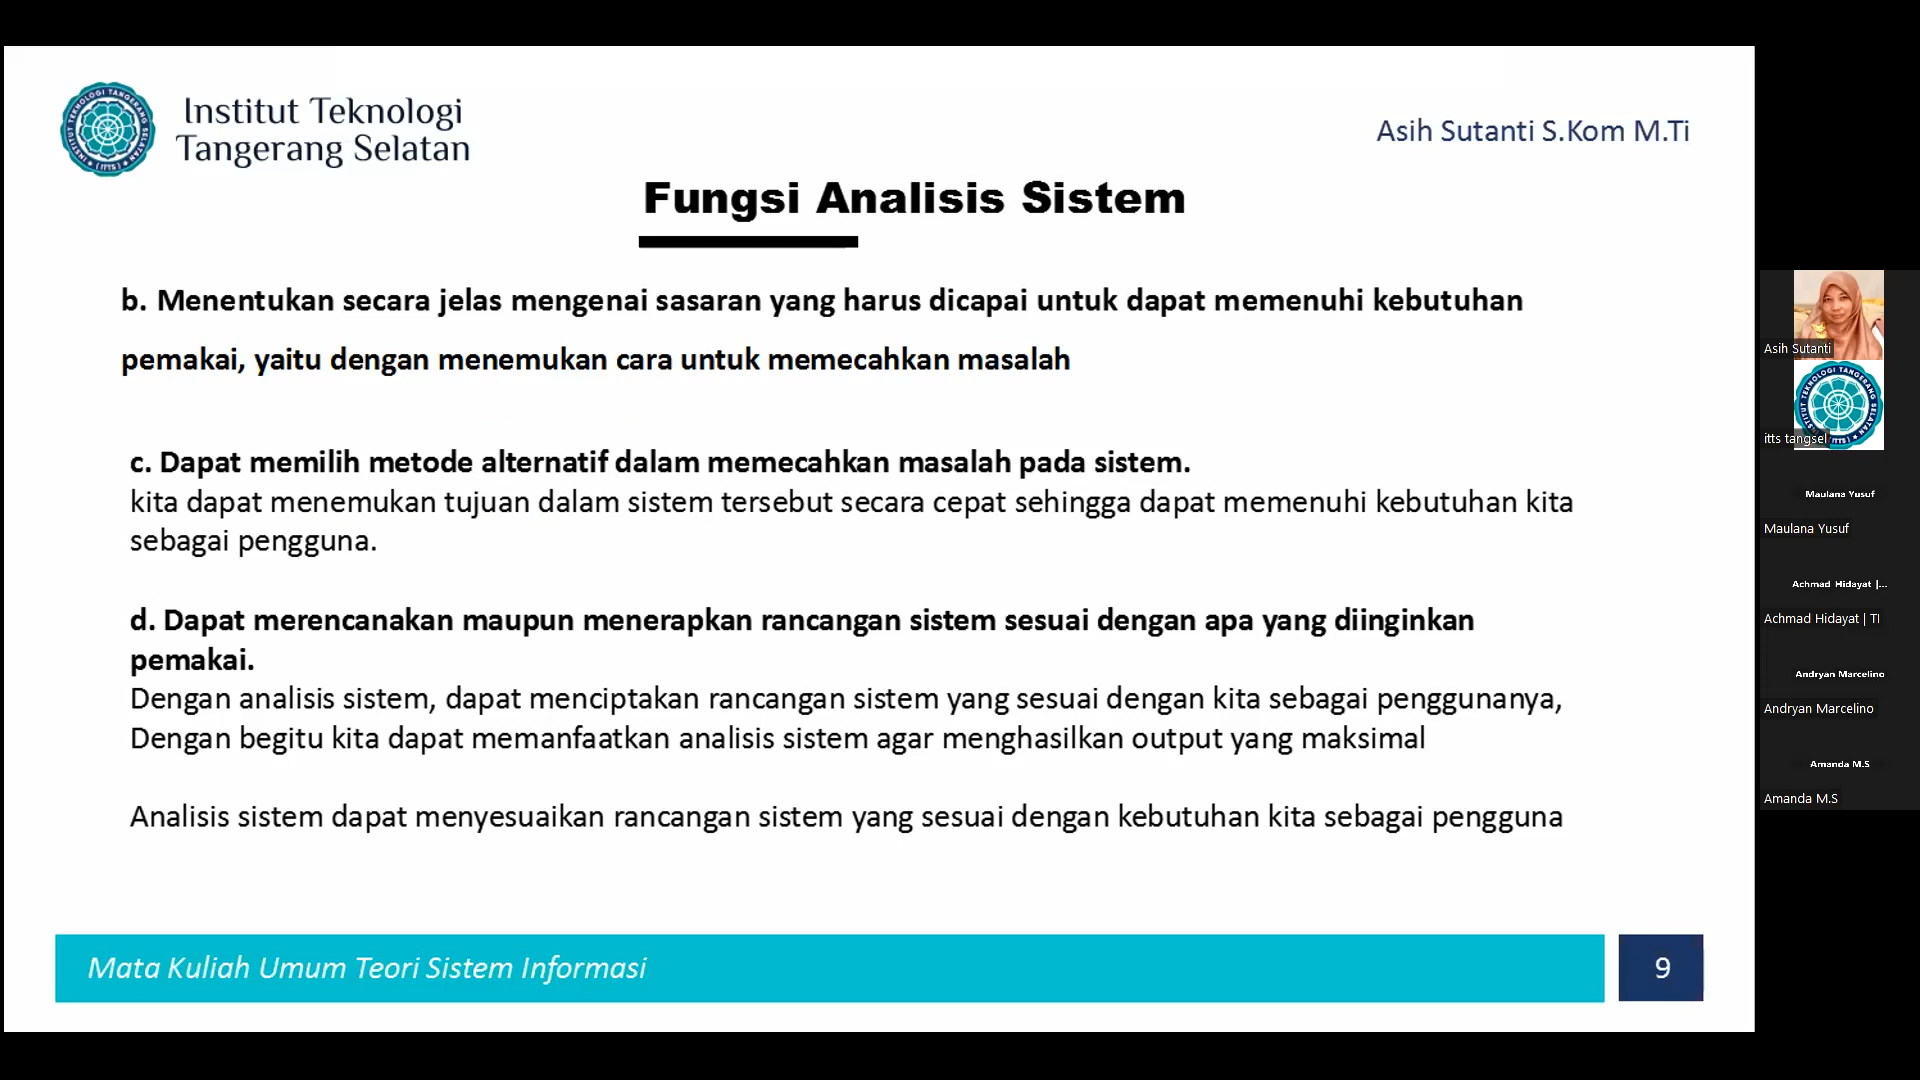 Institut Teknologi
Tangerang Selatan
Asih Sutanti S.Kom M.Ti
Fungsi Analisis Sistem
b. Menentukan secara jelas mengenai sasaran yang harus dicapai untuk dapat memenuhi kebutuhan
pemakai, yaitu dengan menemukan cara untuk memecahkan masalah
c. Dapat memilih metode alternatif dalam memecahkan masalah pada sistem.
kita dapat menemukan tujuan dalam sistem tersebut secara cepat sehingga dapat memenuhi kebutuhan kita
sebagai pengguna.
d. Dapat merencanakan maupun menerapkan rancangan sistem sesuai dengan apa yang diinginkan
pemakai.
Dengan analisis sistem, dapat menciptakan rancangan sistem yang sesuai dengan kita sebagai penggunanya,
Dengan begitu kita dapat memanfaatkan analisis sistem agar menghasilkan output yang maksimal
Analisis sistem dapat menyesuaikan rancangan sistem yang sesuai dengan kebutuhan kita sebagai pengguna
Mata Kuliah Umum Teori Sistem Informasi
9
Asih Sutanti
INSTITUT TEKNOLOGI TANGERANG SELATAN
(ITTS)
itts tangsel
Maulana Yusuf
Maulana Yusuf
Achmad Hidayat |...
Achmad Hidayat | TI
Andryan Marcelino
Andryan Marcelino
Amanda M.S
Amanda M.S